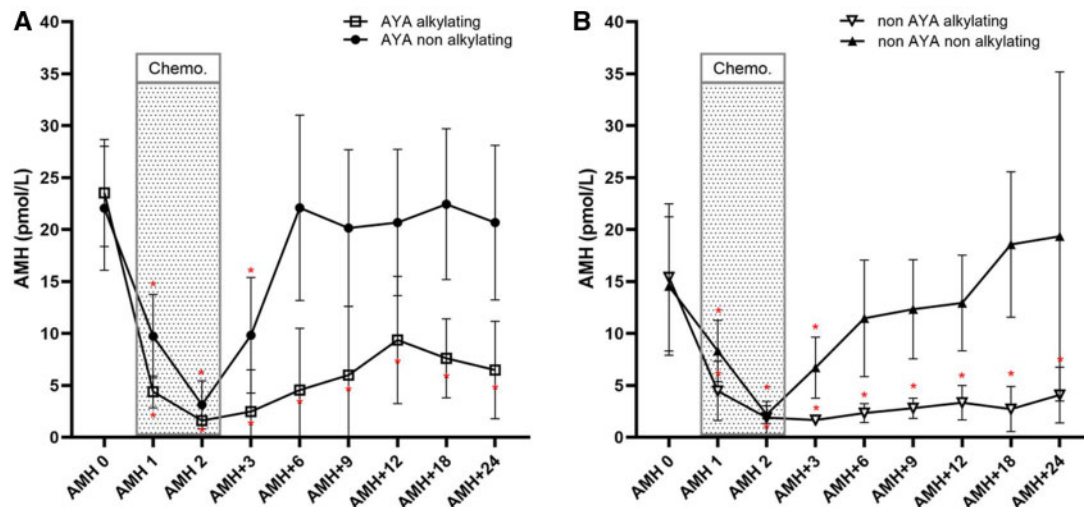 A
AYA alkylating
AYA non alkylating
Chemo.
AMH (pmol/L)
40
35
30
25
20
15
10
5
0
* * * * * * * * * * *
AMH 0 AMH 1 AMH 2 AMH+3 AMH+6 AMH+9 AMH+12 AMH+18 AMH+24
B
non AYA alkylating
non AYA non alkylating
Chemo.
AMH (pmol/L)
40
35
30
25
20
15
10
5
0
* * * * * * * * * * *
AMH 0 AMH 1 AMH 2 AMH+3 AMH+6 AMH+9 AMH+12 AMH+18 AMH+24